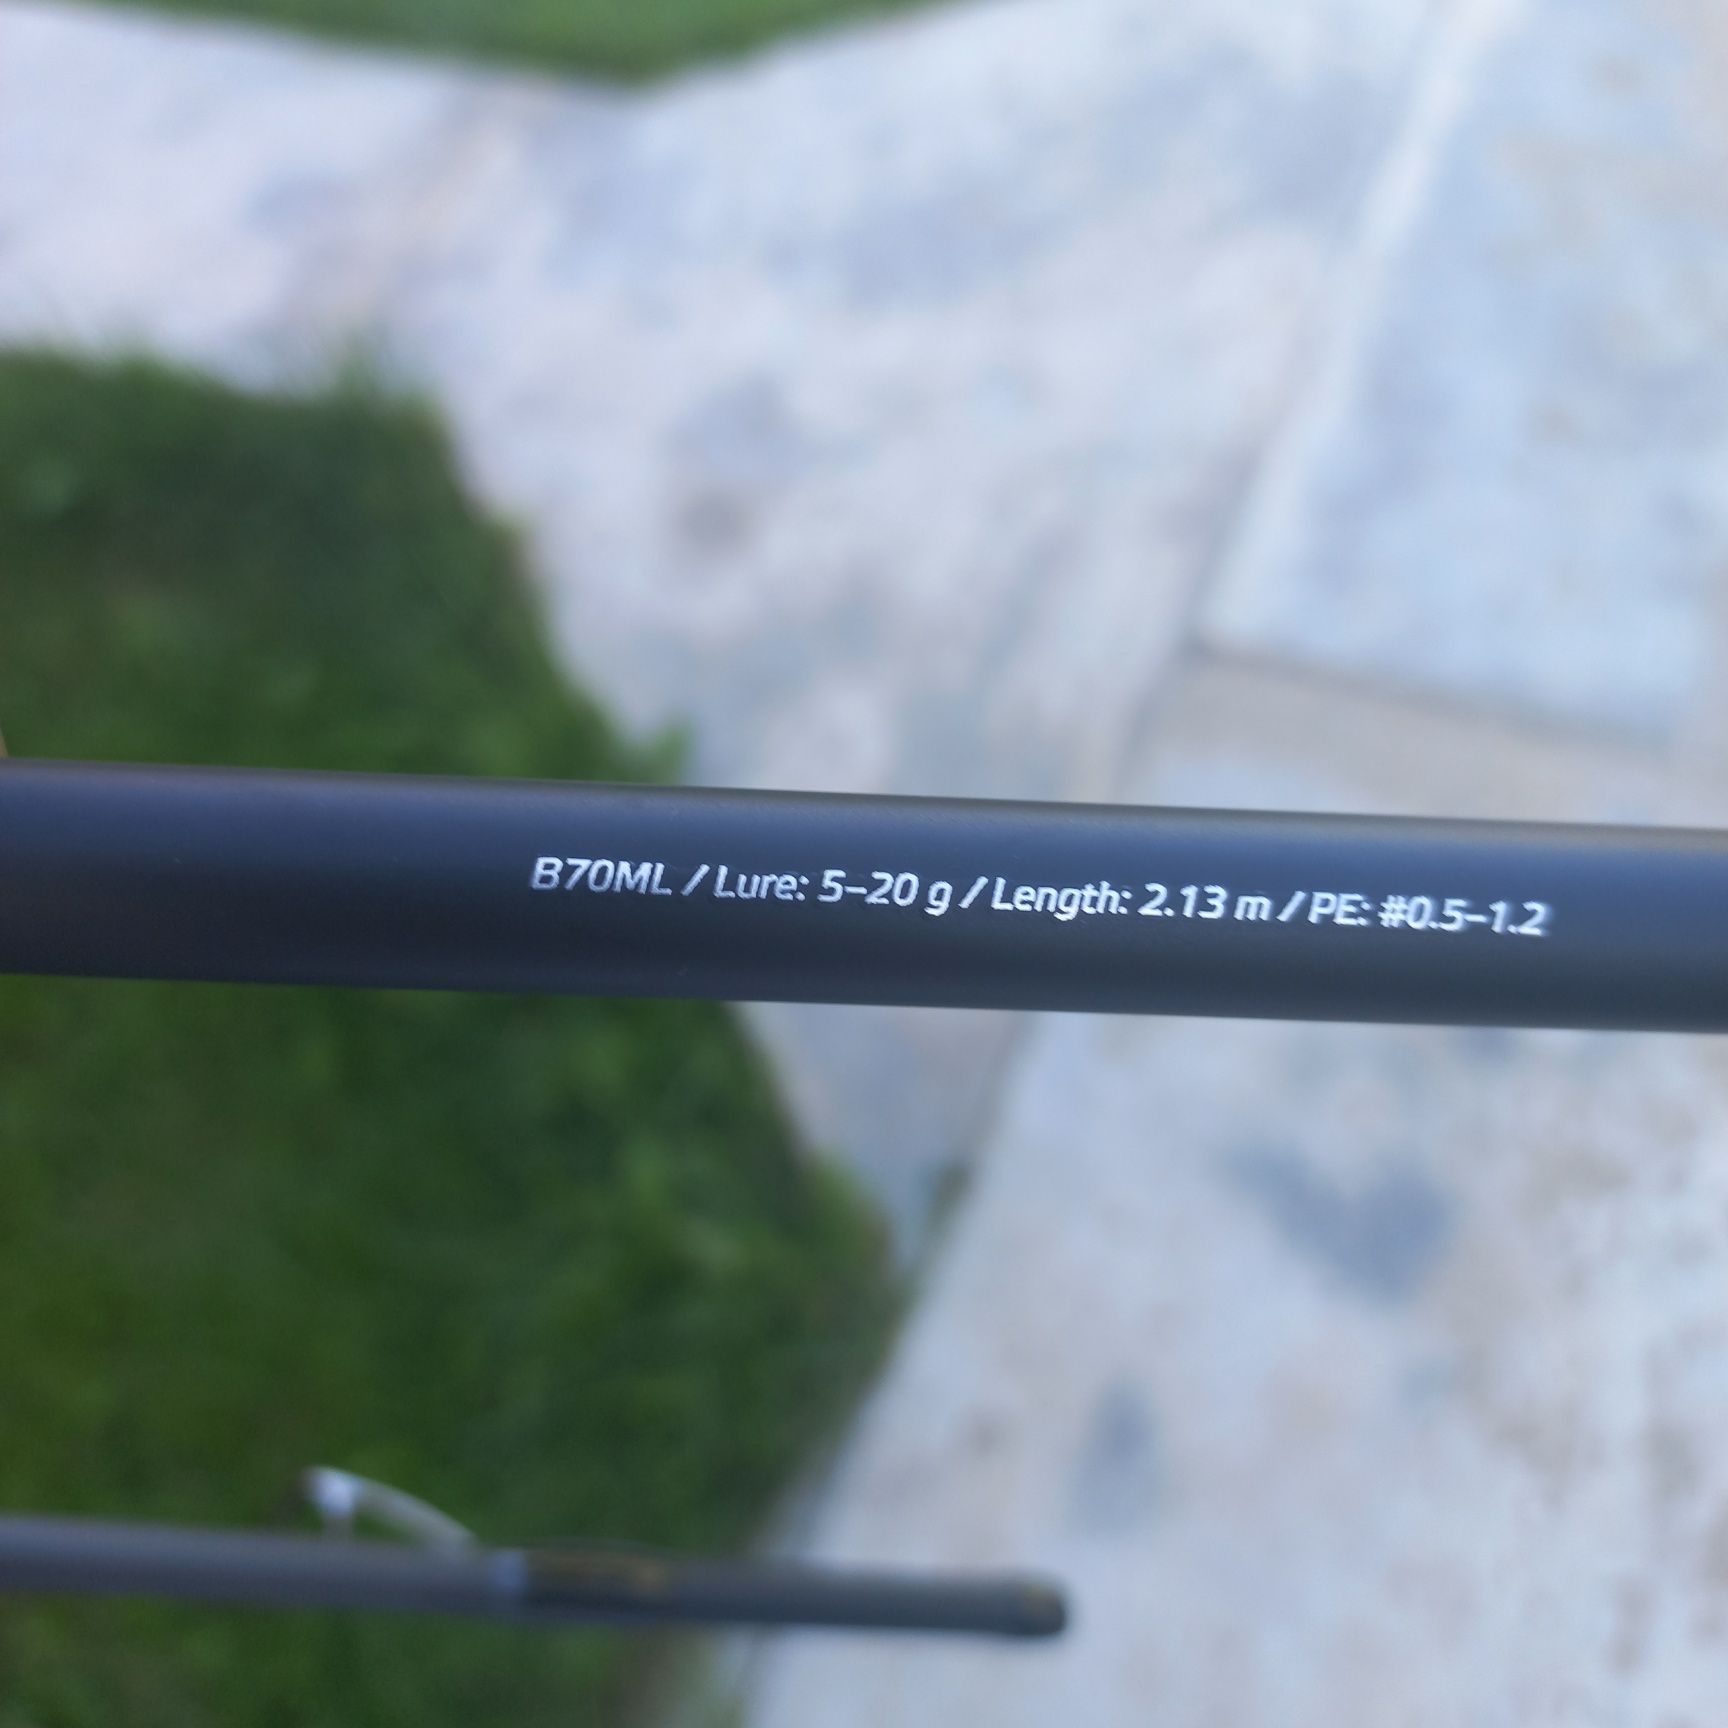 B70ML / Lure: 5–20 g / Length: 2.13 m / PE: #0.5–1.2